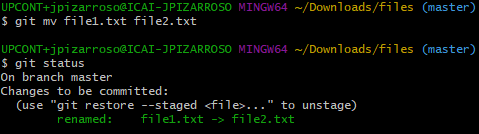 UPCONT+jpizarroso@ICAI-JPIZARROSO MINGW64 ~/Downloads/files (master)
$ git mv file1.txt file2.txt
UPCONT+jpizarroso@ICAI-JPIZARROSO MINGW64 ~/Downloads/files (master)
$ git status
On branch master
Changes to be committed:
  (use "git restore --staged <file>..." to unstage)
        renamed:    file1.txt -> file2.txt